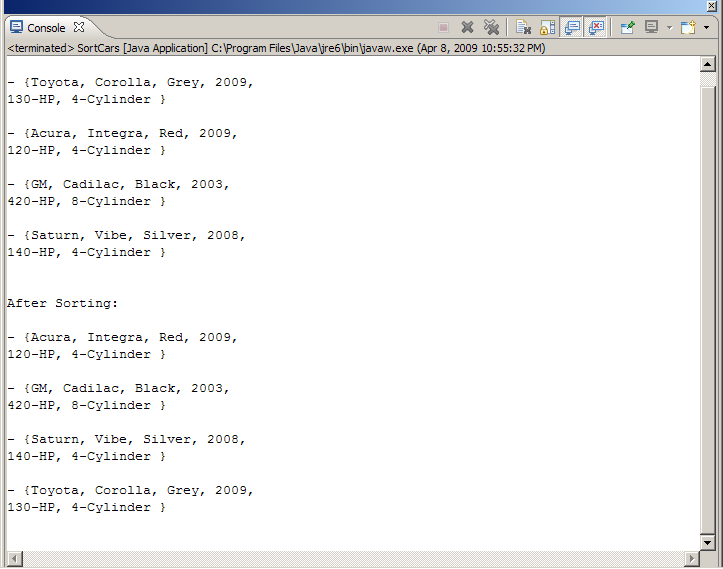 Console
<terminated> SortCars [Java Application] C:\Program Files\Java\jre6\bin\javaw.exe (Apr 8, 2009 10:55:32 PM)
- {Toyota, Corolla, Grey, 2009,
130-HP, 4-Cylinder }
- {Acura, Integra, Red, 2009,
120-HP, 4-Cylinder }
- {GM, Cadilac, Black, 2003,
420-HP, 8-Cylinder }
- {Saturn, Vibe, Silver, 2008,
140-HP, 4-Cylinder }
After Sorting:
- {Acura, Integra, Red, 2009,
120-HP, 4-Cylinder }
- {GM, Cadilac, Black, 2003,
420-HP, 8-Cylinder }
- {Saturn, Vibe, Silver, 2008,
140-HP, 4-Cylinder }
- {Toyota, Corolla, Grey, 2009,
130-HP, 4-Cylinder }